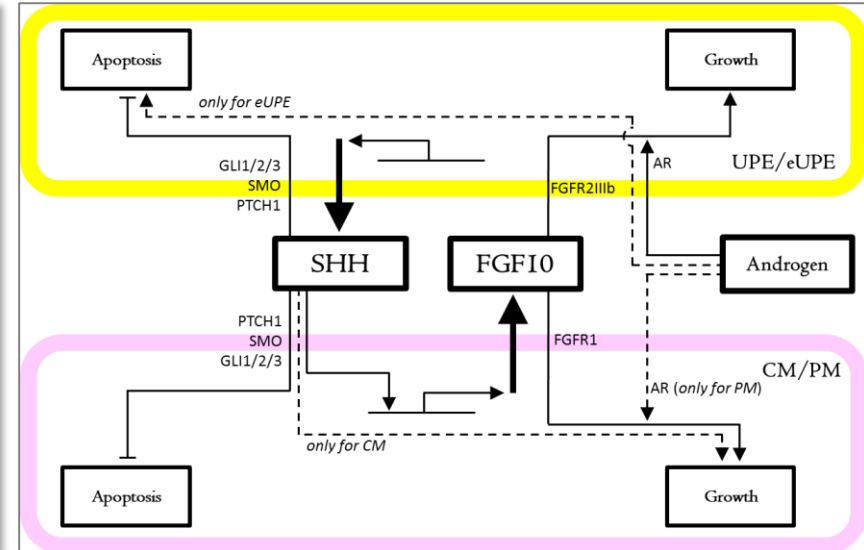 Apoptosis
Growth
only for eUPE
AR
UPE/eUPE
GLI1/2/3
SMO
PTCH1
FGFR2IIIb
SHH
FGF10
Androgen
PTCH1
SMO
GLI1/2/3
FGFR1
CM/PM
AR (only for PM)
only for CM
Apoptosis
Growth